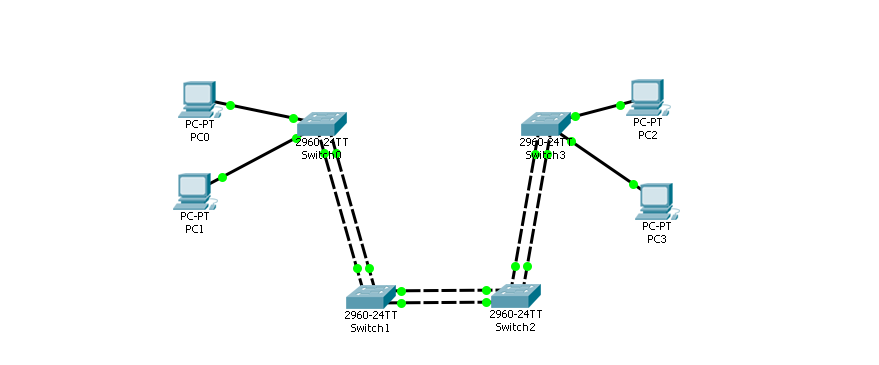 PC-PT
PC0
2960-24TT
Switch0
PC-PT
PC1
2960-24TT
Switch3
PC-PT
PC2
PC-PT
PC3
2960-24TT
Switch1
2960-24TT
Switch2